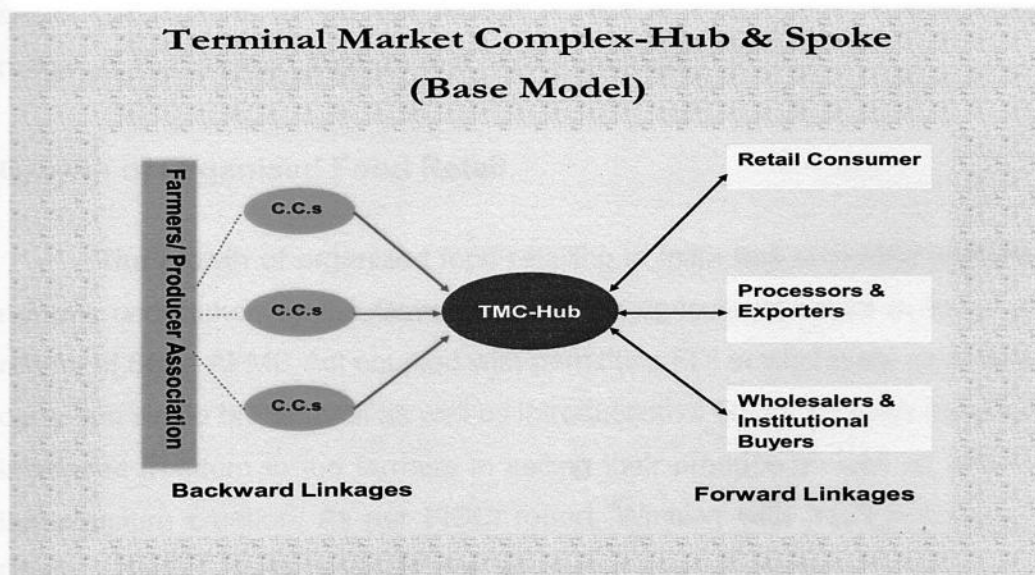 Terminal Market Complex-Hub & Spoke
(Base Model)
Farmers/ Producer Association
C.C.s
C.C.s
C.C.s
TMC-Hub
Retail Consumer
Processors &
Exporters
Wholesalers &
Institutional
Buyers
Backward Linkages
Forward Linkages